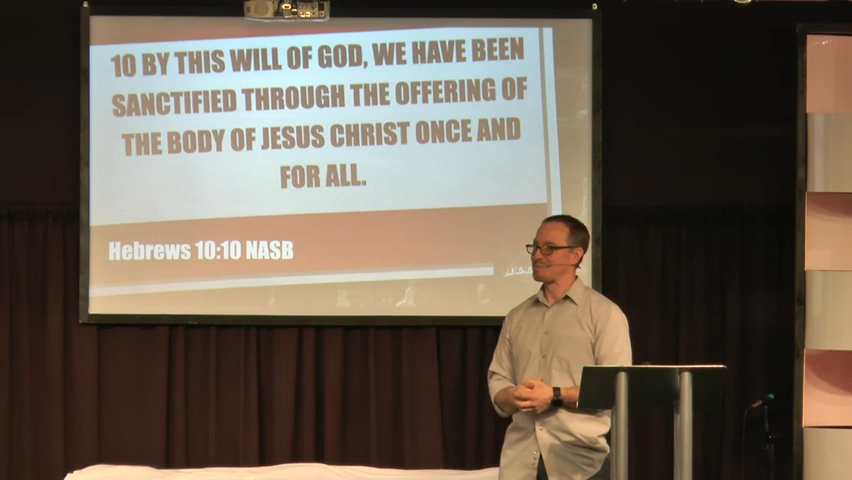 10 BY THIS WILL OF GOD, WE HAVE BEEN
SANCTIFIED THROUGH THE OFFERING OF
THE BODY OF JESUS CHRIST ONCE AND
FOR ALL.
Hebrews 10:10 NASB